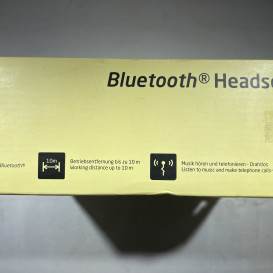 Bluetooth® Headse
Bluetooth®
10m
Betriebsentfernung bis zu 10 m
Working distance up to 10 m
Musik hören und telefonieren - Drahtlos
Listen to music and make telephone calls